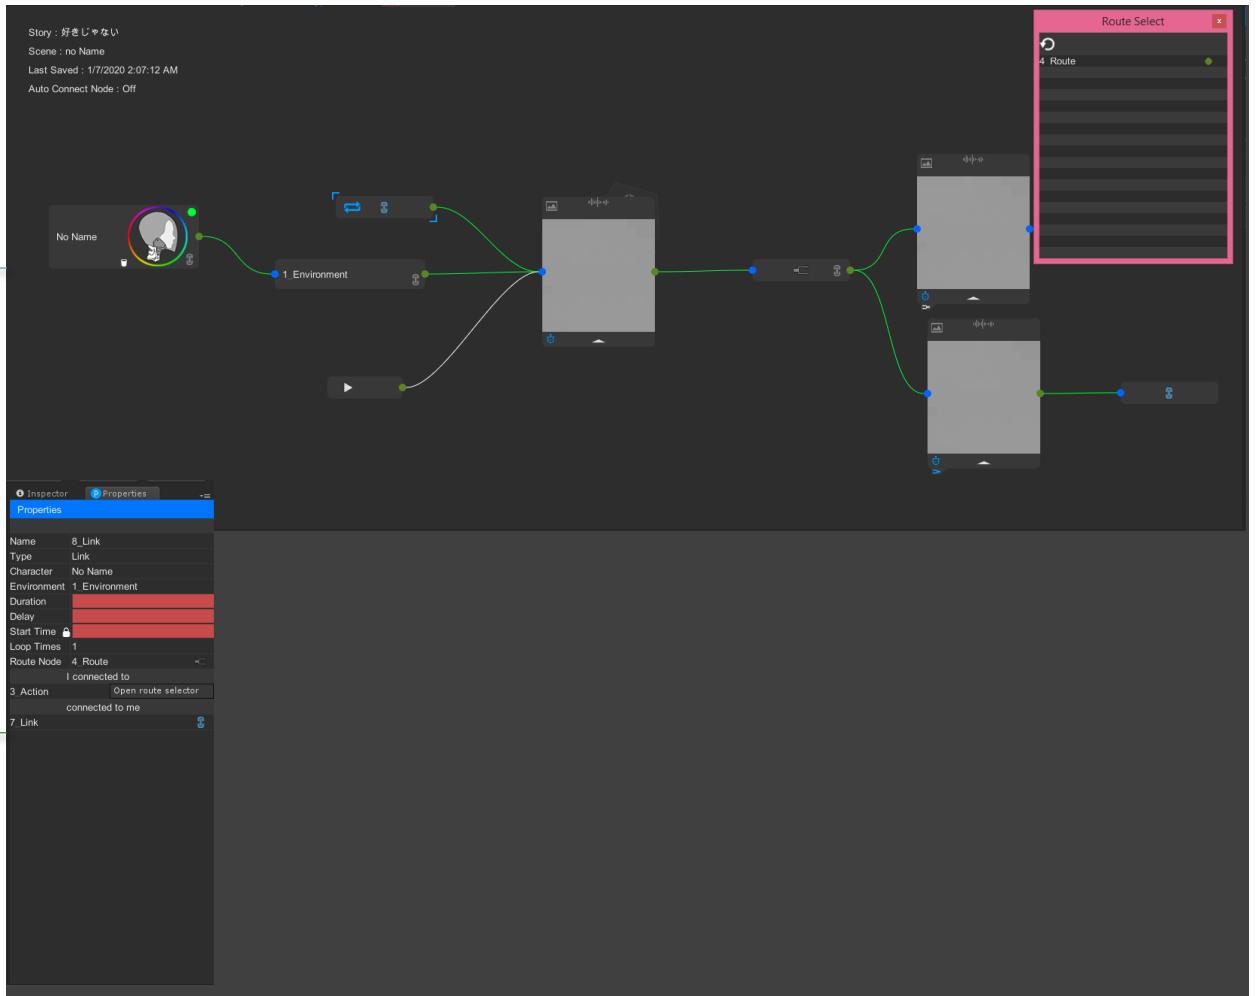 Story : 好きじゃない
Scene : no Name
Last Saved : 1/7/2020 2:07:12 AM
Auto Connect Node : Off
Route Select
x
4_Route
No Name
1_Environment
Inspector
Properties
Properties
Name 8_Link
Type Link
Character No Name
Environment 1_Environment
Duration
Delay
Start Time
Loop Times 1
Route Node 4_Route
I connected to
3_Action Open route selector
connected to me
7_Link